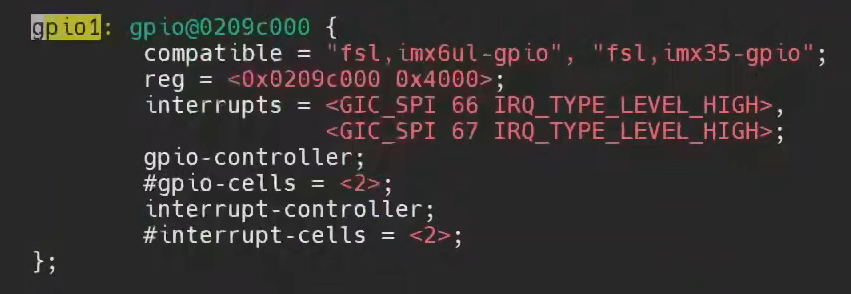 gpio1: gpio@0209c000 {
compatible = "fsl,imx6ul-gpio", "fsl,imx35-gpio";
reg = <0x0209c000 0x4000>;
interrupts = <GIC_SPI 66 IRQ_TYPE_LEVEL_HIGH>,
<GIC_SPI 67 IRQ_TYPE_LEVEL_HIGH>;
gpio-controller;
#gpio-cells = <2>;
interrupt-controller;
#interrupt-cells = <2>;
};